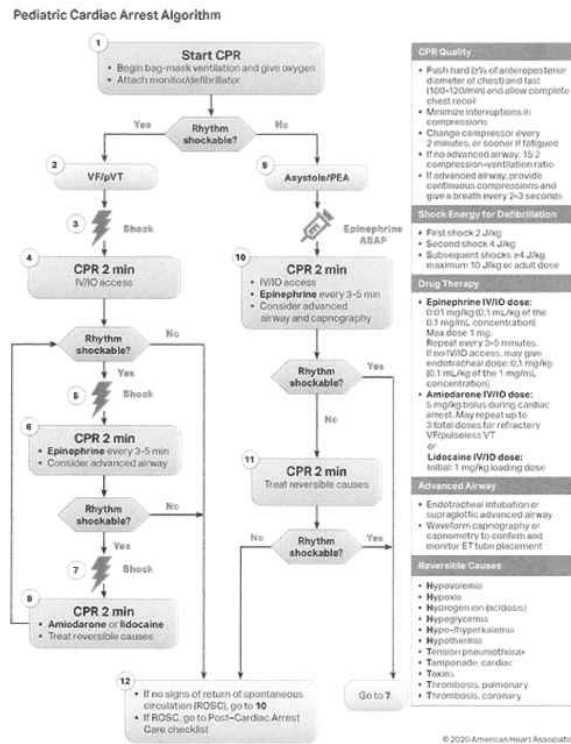 Pediatric Cardiac Arrest Algorithm
1
Start CPR
• Begin bag-mask ventilation and give oxygen
• Attach monitor/defibrillator
Yes
Rhythm
shockable?
No
2
VF/pVT
9
Asystole/PEA
3
Shock
Epinephrine
ASAP
4
CPR 2 min
IV/IO access
10
CPR 2 min
• IV/IO access
• Epinephrine every 3-5 min
• Consider advanced
airway and capnography
Rhythm
shockable?
No
Yes
5
Shock
Rhythm
shockable?
Yes
No
6
CPR 2 min
• Epinephrine every 3-5 min
• Consider advanced airway
11
CPR 2 min
Treat reversible causes
Rhythm
shockable?
No
Yes
7
Shock
No
Rhythm
shockable?
Yes
8
CPR 2 min
• Amiodarone or lidocaine
• Treat reversible causes
12
• If no signs of return of spontaneous
circulation (ROSC), go to 10
• If ROSC, go to Post-Cardiac Arrest
Care checklist
Go to 7
CPR Quality
• Push hard (≥⅓ of anteroposterior
diameter of chest) and fast
(100-120/min) and allow complete
chest recoil
• Minimize interruptions in
compressions
• Change compressor every
2 minutes, or sooner if fatigued
• If no advanced airway, 15:2
compression-ventilation ratio
• If advanced airway, provide
continuous compressions and
give a breath every 2-3 seconds
Shock Energy for Defibrillation
• First shock 2 J/kg
• Second shock 4 J/kg
• Subsequent shocks ≥4 J/kg,
maximum 10 J/kg or adult dose
Drug Therapy
• Epinephrine IV/IO dose:
0.01 mg/kg (0.1 mL/kg of the
0.1 mg/mL concentration).
Max dose 1 mg.
Repeat every 3-5 minutes.
If no IV/IO access, may give
endotracheal dose: 0.1 mg/kg
(0.1 mL/kg of the 1 mg/mL
concentration).
• Amiodarone IV/IO dose:
5 mg/kg bolus during cardiac
arrest. May repeat up to
3 total doses for refractory
VF/pulseless VT
or
Lidocaine IV/IO dose:
Initial: 1 mg/kg loading dose
Advanced Airway
• Endotracheal intubation or
supraglottic advanced airway
• Waveform capnography or
capnometry to confirm and
monitor ET tube placement
Reversible Causes
• Hypovolemia
• Hypoxia
• Hydrogen ion (acidosis)
• Hypoglycemia
• Hypo-/hyperkalemia
• Hypothermia
• Tension pneumothorax
• Tamponade, cardiac
• Toxins
• Thrombosis, pulmonary
• Thrombosis, coronary
© 2020 American Heart Associatio